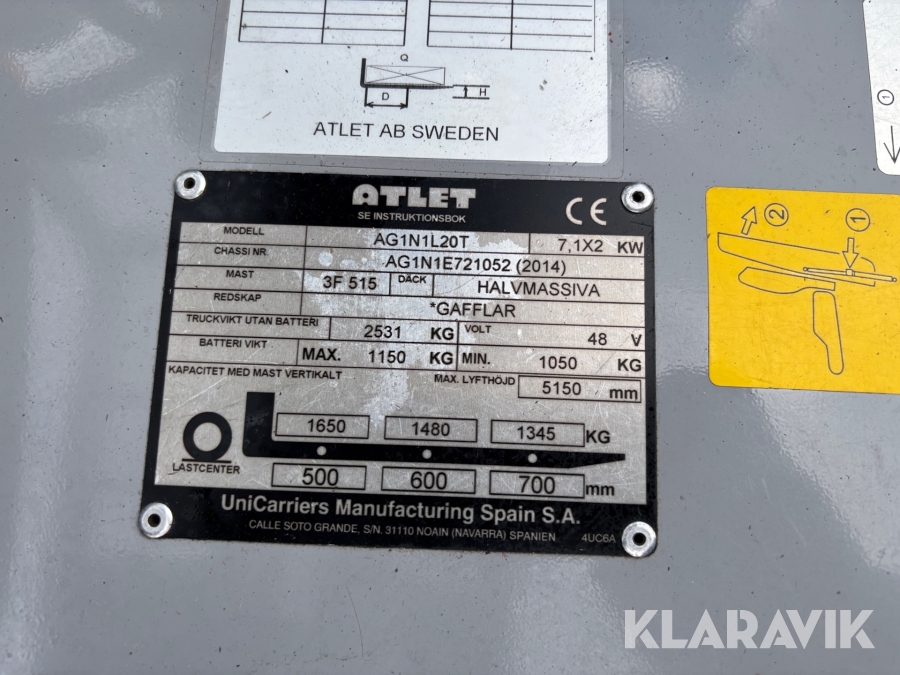 Q
D
H
ATLET AB SWEDEN
ATLET
SE INSTRUKTIONSBOK
CE
MODELL AG1N1L20T 7,1X2 KW
CHASSI NR. AG1N1E721052 (2014)
MAST 3F 515 DÄCK HALVMASSIVA
REDSKAP *GAFFLAR
TRUCKVIKT UTAN BATTERI 2531 KG VOLT 48 V
BATTERI VIKT MAX. 1150 KG MIN. 1050 KG
KAPACITET MED MAST VERTIKALT MAX. LYFTHÖJD 5150 mm
1650 1480 1345 KG
LASTCENTER
500 600 700 mm
UniCarriers Manufacturing Spain S.A.
CALLE SOTO GRANDE, S/N. 31110 NOAIN (NAVARRA) SPANIEN 4UC6A
1
2 1
KLARAVIK